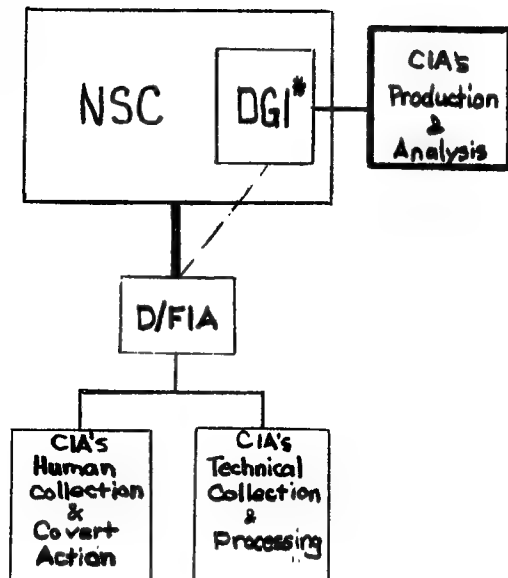 NSC
DGI*
CIA's
Production
&
Analysis
D/FIA
CIA's
Human
collection
&
Covert
Action
CIA's
Technical
Collection
&
Processing